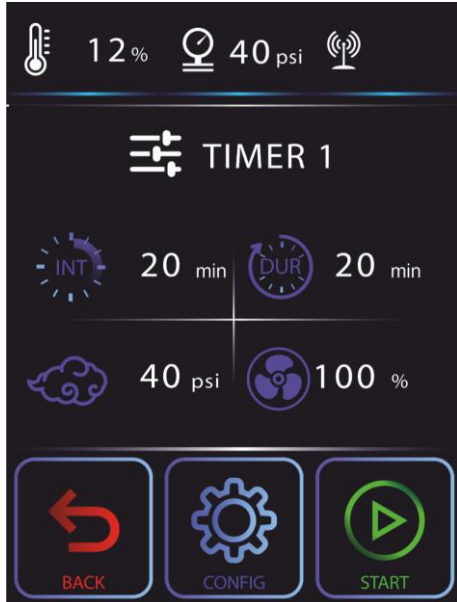 12% 40 psi
TIMER 1
INT 20 min DUR 20 min
40 psi 100 %
BACK CONFIG START